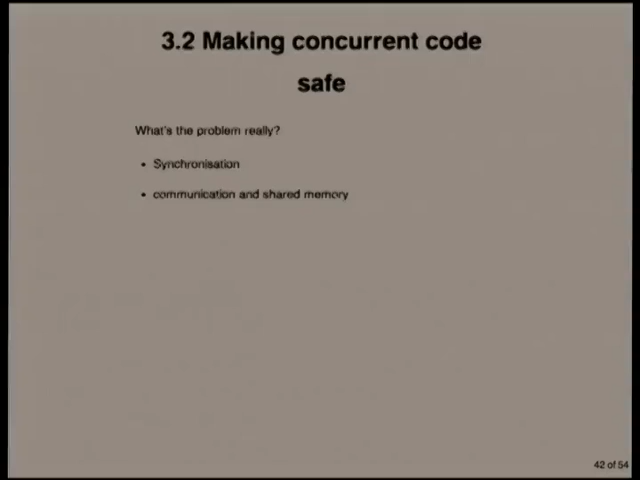 3.2 Making concurrent code
safe
What's the problem really?
• Synchronisation
• communication and shared memory
42 of 54